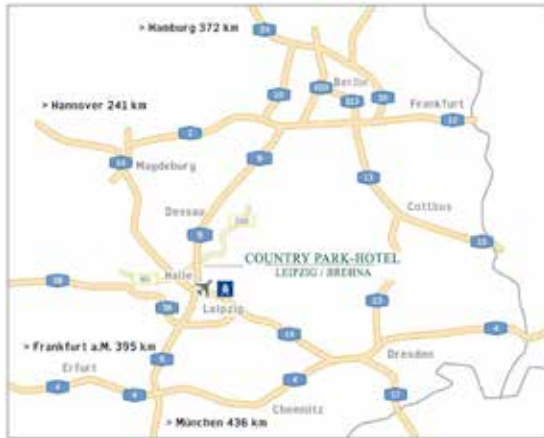 > Hamburg 372 km
24
Berlin
10
10
> Hannover 241 km
Frankfurt
2
12
14
Magdeburg
9
13
Dessau
Cottbus
9
15
COUNTRY PARK-HOTEL
LEIPZIG / BREHNA
Halle
38
Leipzig
14
13
4
> Frankfurt a.M. 395 km
9
Dresden
Erfurt
4
4
17
Chemnitz
> München 436 km